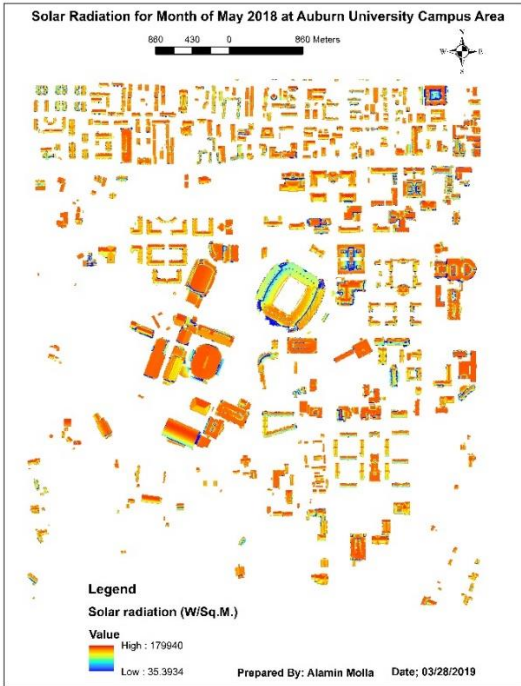 Solar Radiation for Month of May 2018 at Auburn University Campus Area
860 430 0 860 Meters
N
W E
S
Legend
Solar radiation (W/Sq.M.)
Value
High : 179940
Low : 35.3934
Prepared By: Alamin Molla Date; 03/28/2019